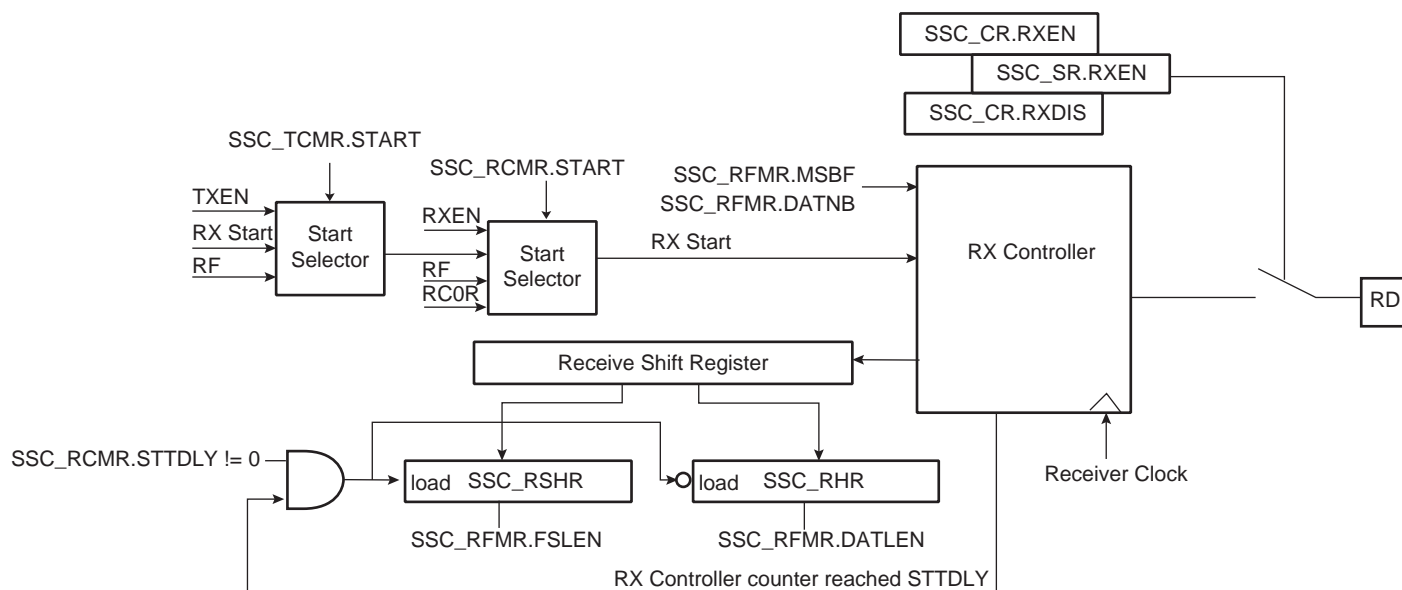 SSC_CR.RXEN
SSC_SR.RXEN
SSC_CR.RXDIS
SSC_TCMR.START
SSC_RCMR.START
SSC_RFMR.MSBF
SSC_RFMR.DATNB
TXEN
RX Start
RF
Start
Selector
RXEN
RF
RC0R
Start
Selector
RX Start
RX Controller
RD
Receive Shift Register
SSC_RCMR.STTDLY != 0
load SSC_RSHR
load SSC_RHR
Receiver Clock
SSC_RFMR.FSLEN
SSC_RFMR.DATLEN
RX Controller counter reached STTDLY